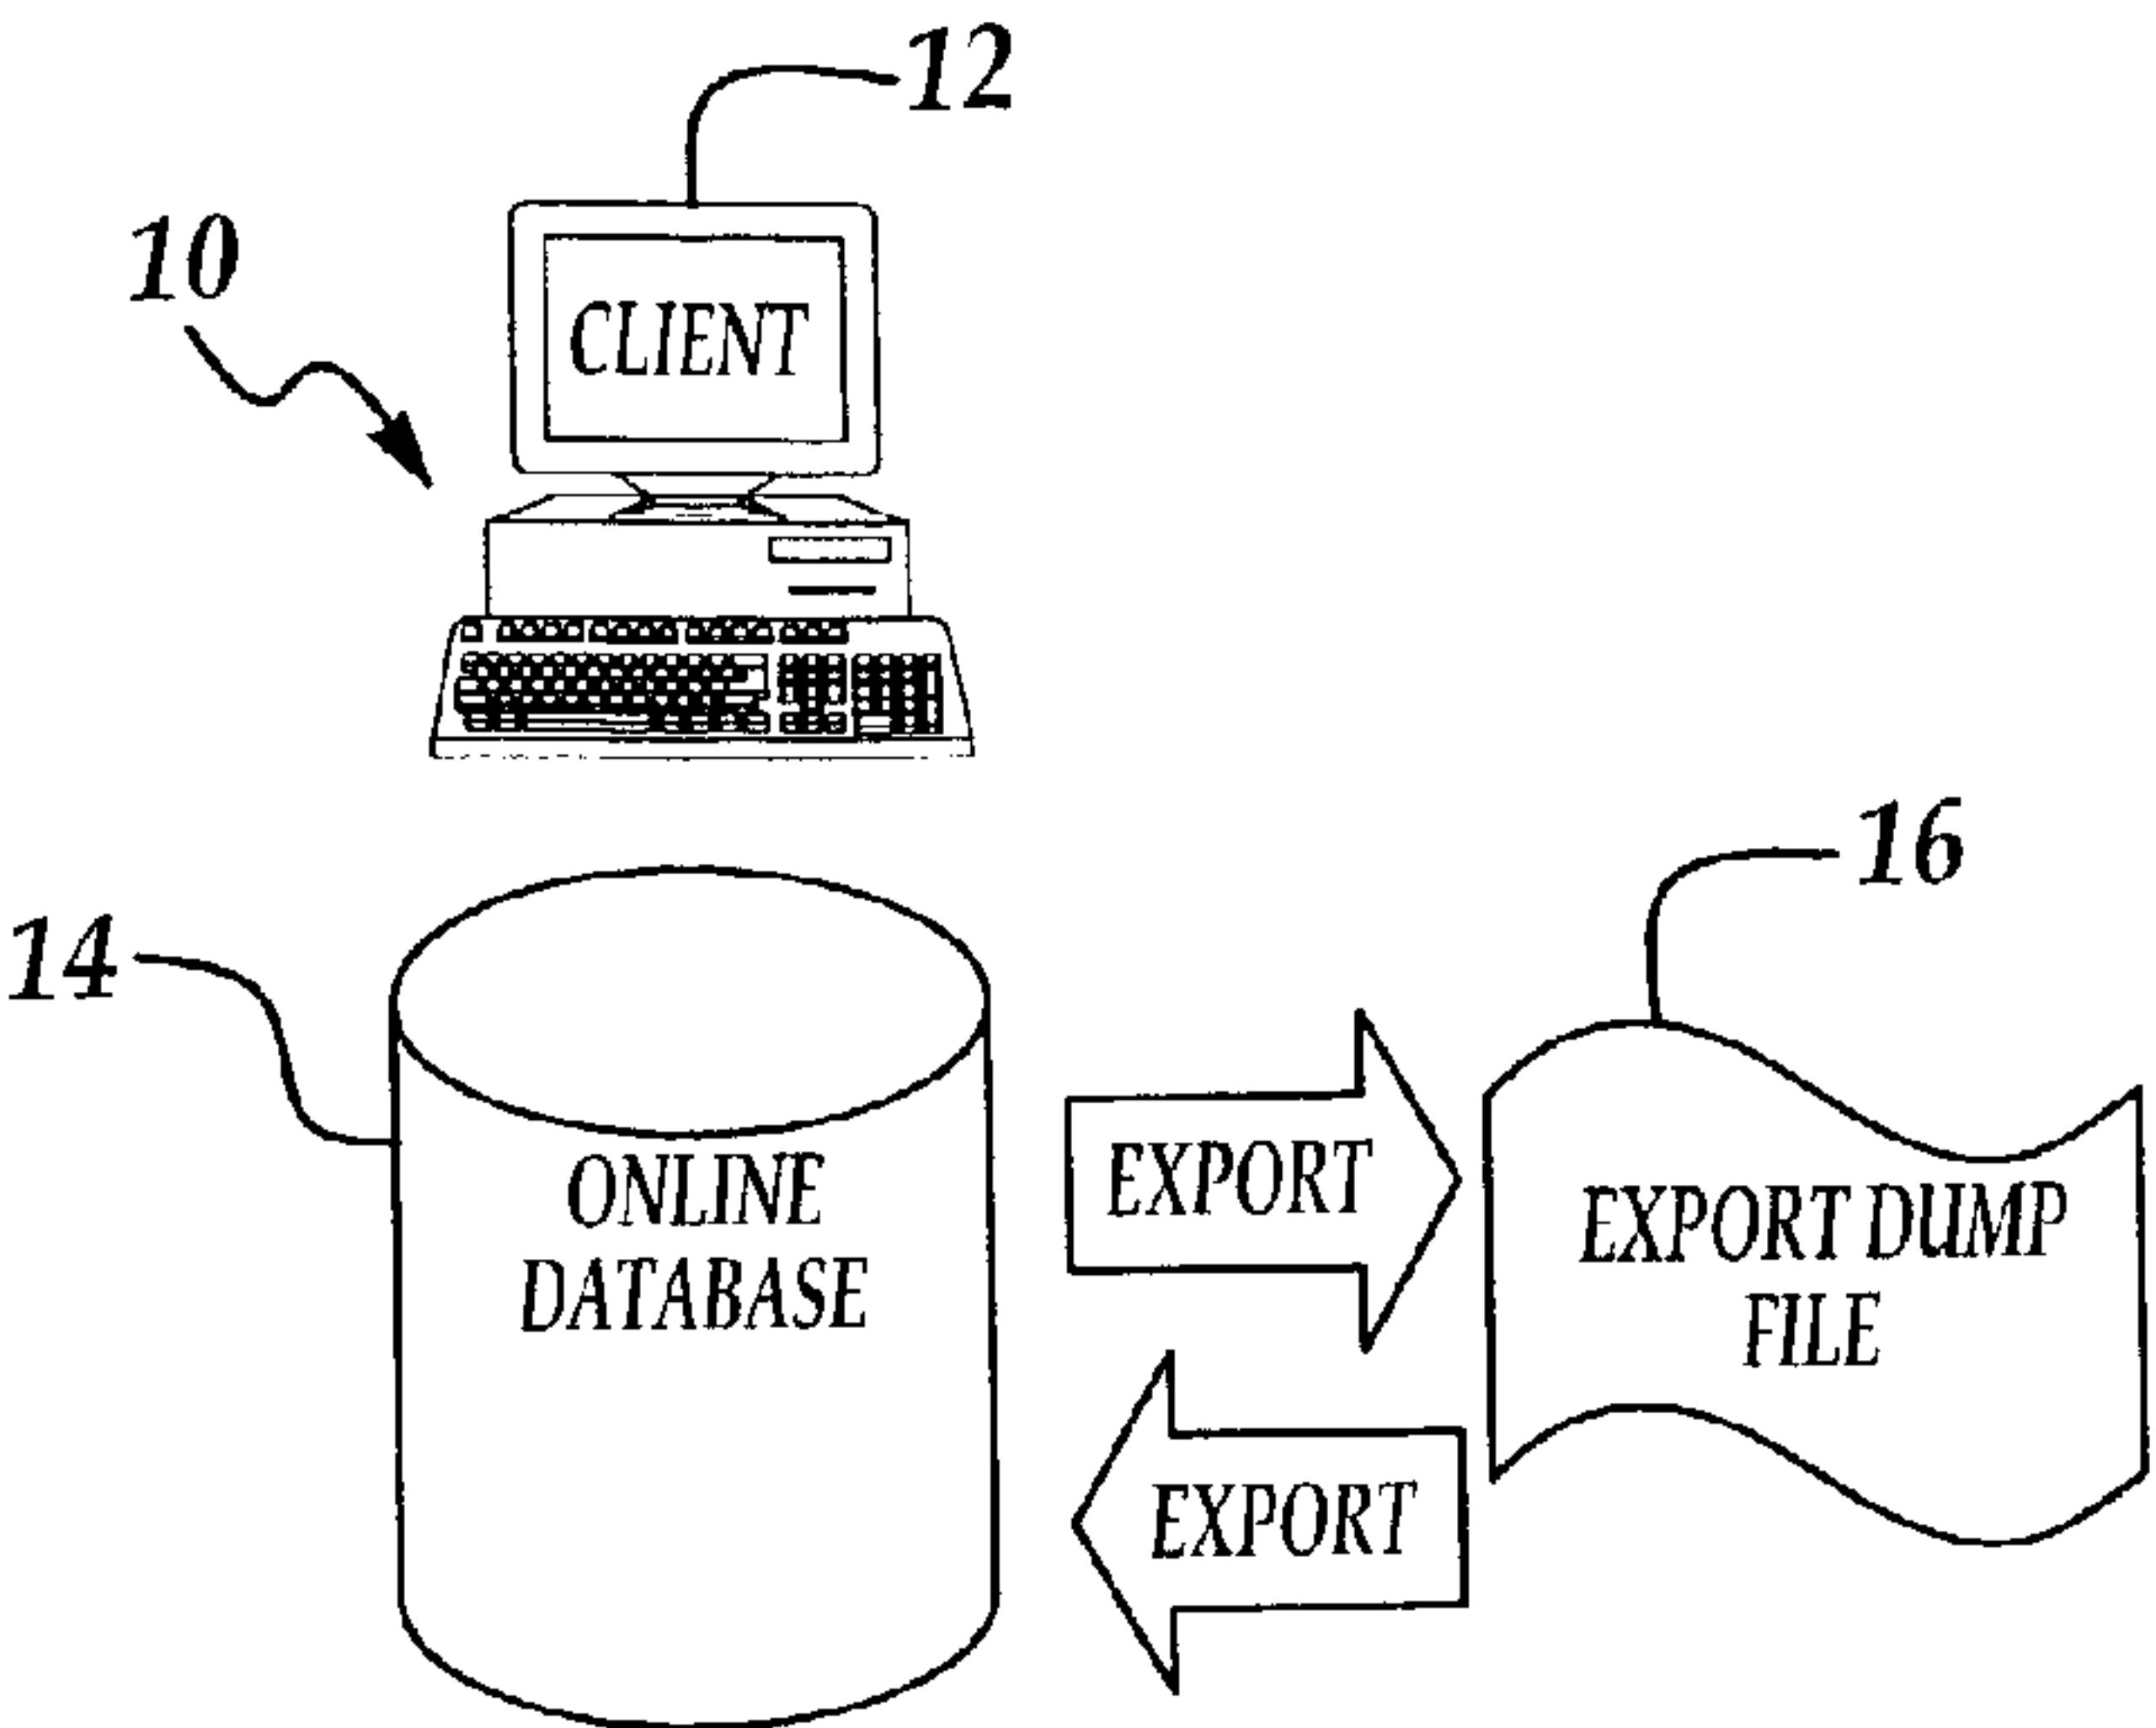 12
10
CLIENT
16
14
ONLINE
DATABASE
EXPORT
EXPORT DUMP
FILE
EXPORT